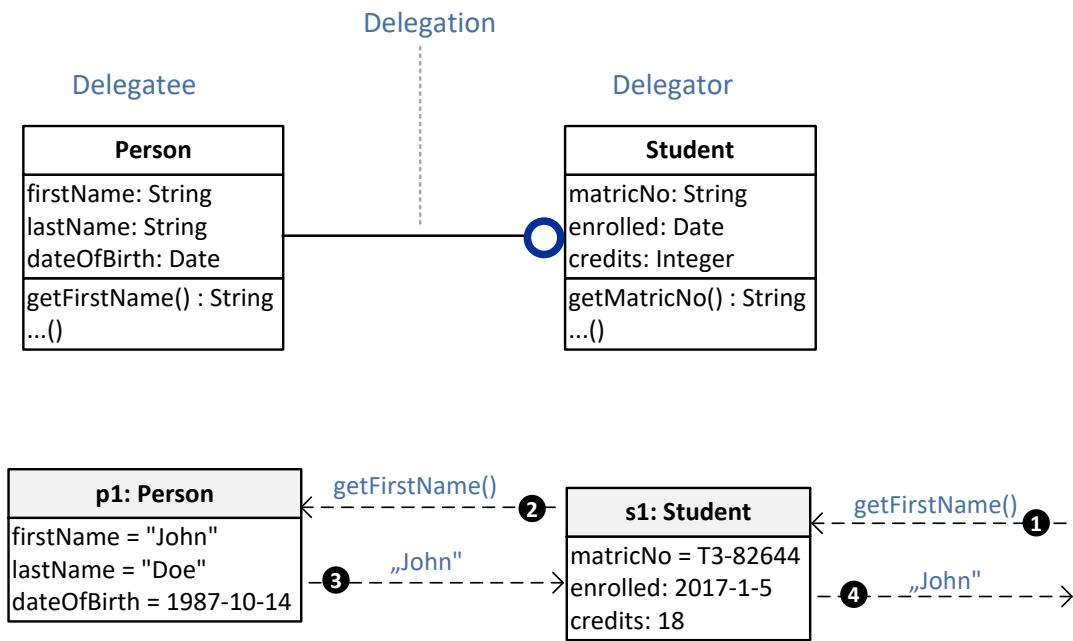 Delegation
Delegatee
Delegator
Person
firstName: String
lastName: String
dateOfBirth: Date
getFirstName() : String
...()
Student
matricNo: String
enrolled: Date
credits: Integer
getMatricNo() : String
...()
p1: Person
firstName = "John"
lastName = "Doe"
dateOfBirth = 1987-10-14
getFirstName()
2
3
„John"
s1: Student
matricNo = T3-82644
enrolled: 2017-1-5
credits: 18
getFirstName()
1
4
„John"